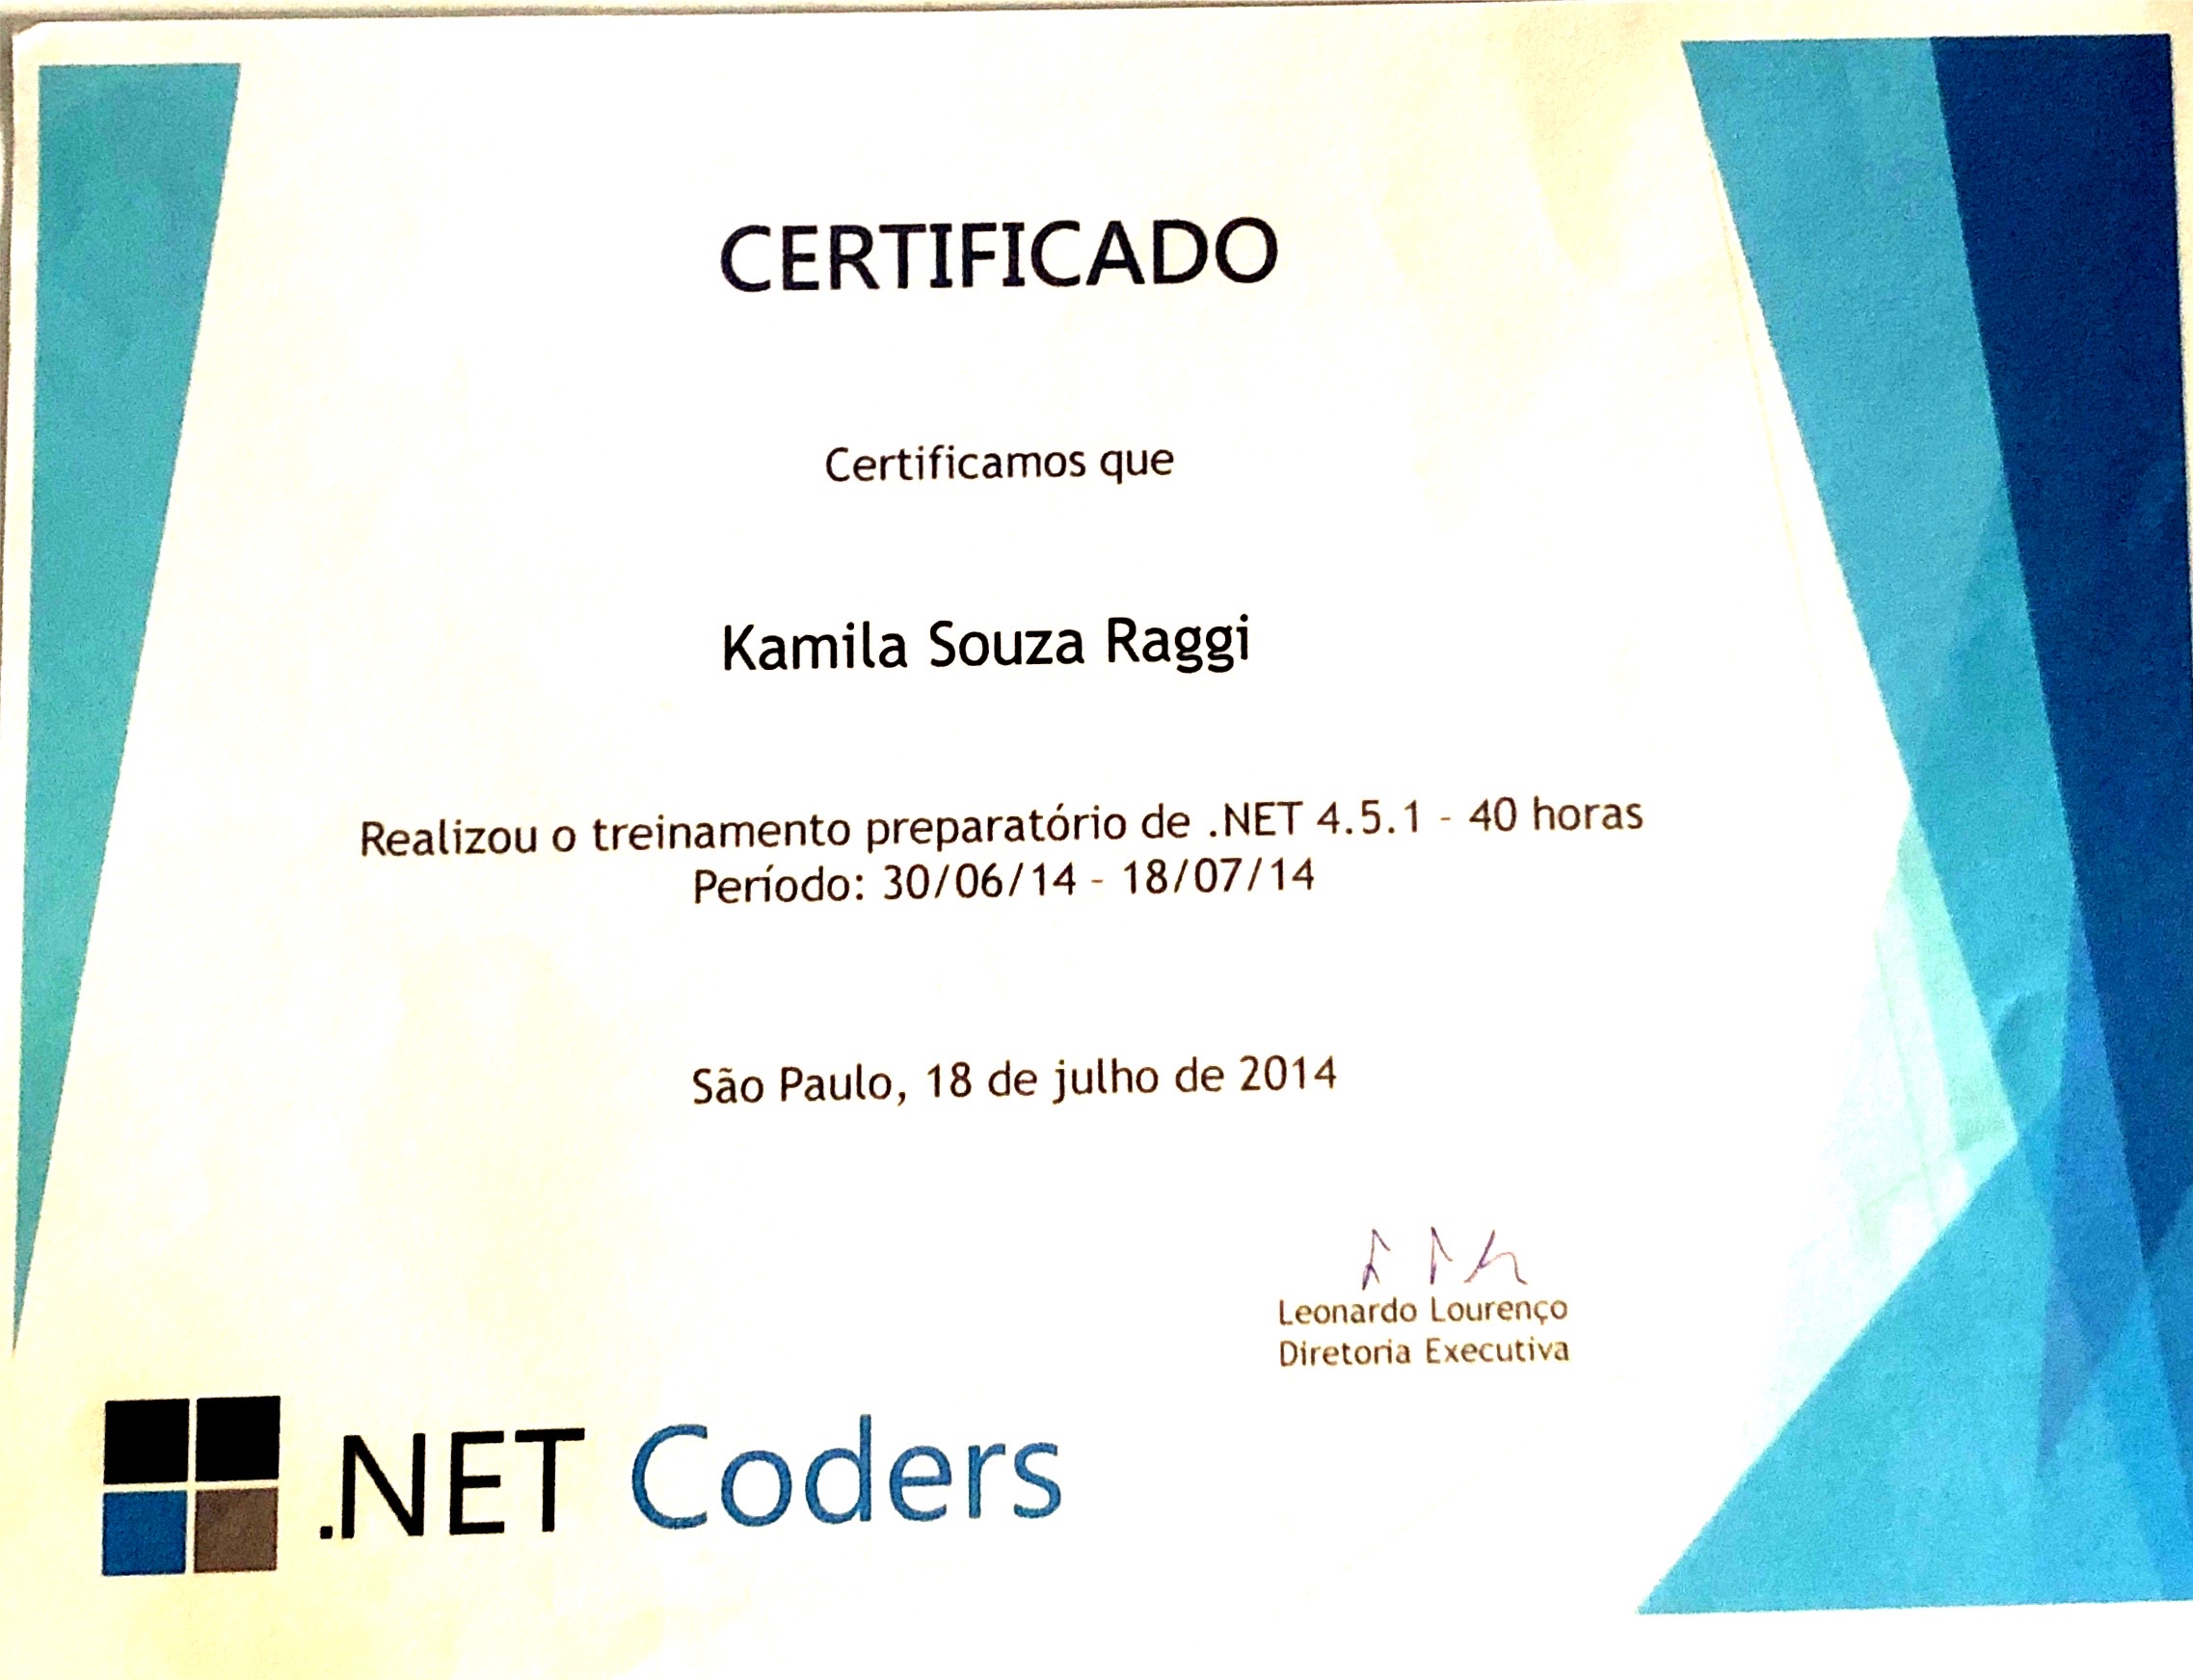 CERTIFICADO
Certificamos que
Kamila Souza Raggi
Realizou o treinamento preparatório de .NET 4.5.1 - 40 horas
Período: 30/06/14 - 18/07/14
São Paulo, 18 de julho de 2014
Leonardo Lourenço
Diretoria Executiva
.NET Coders